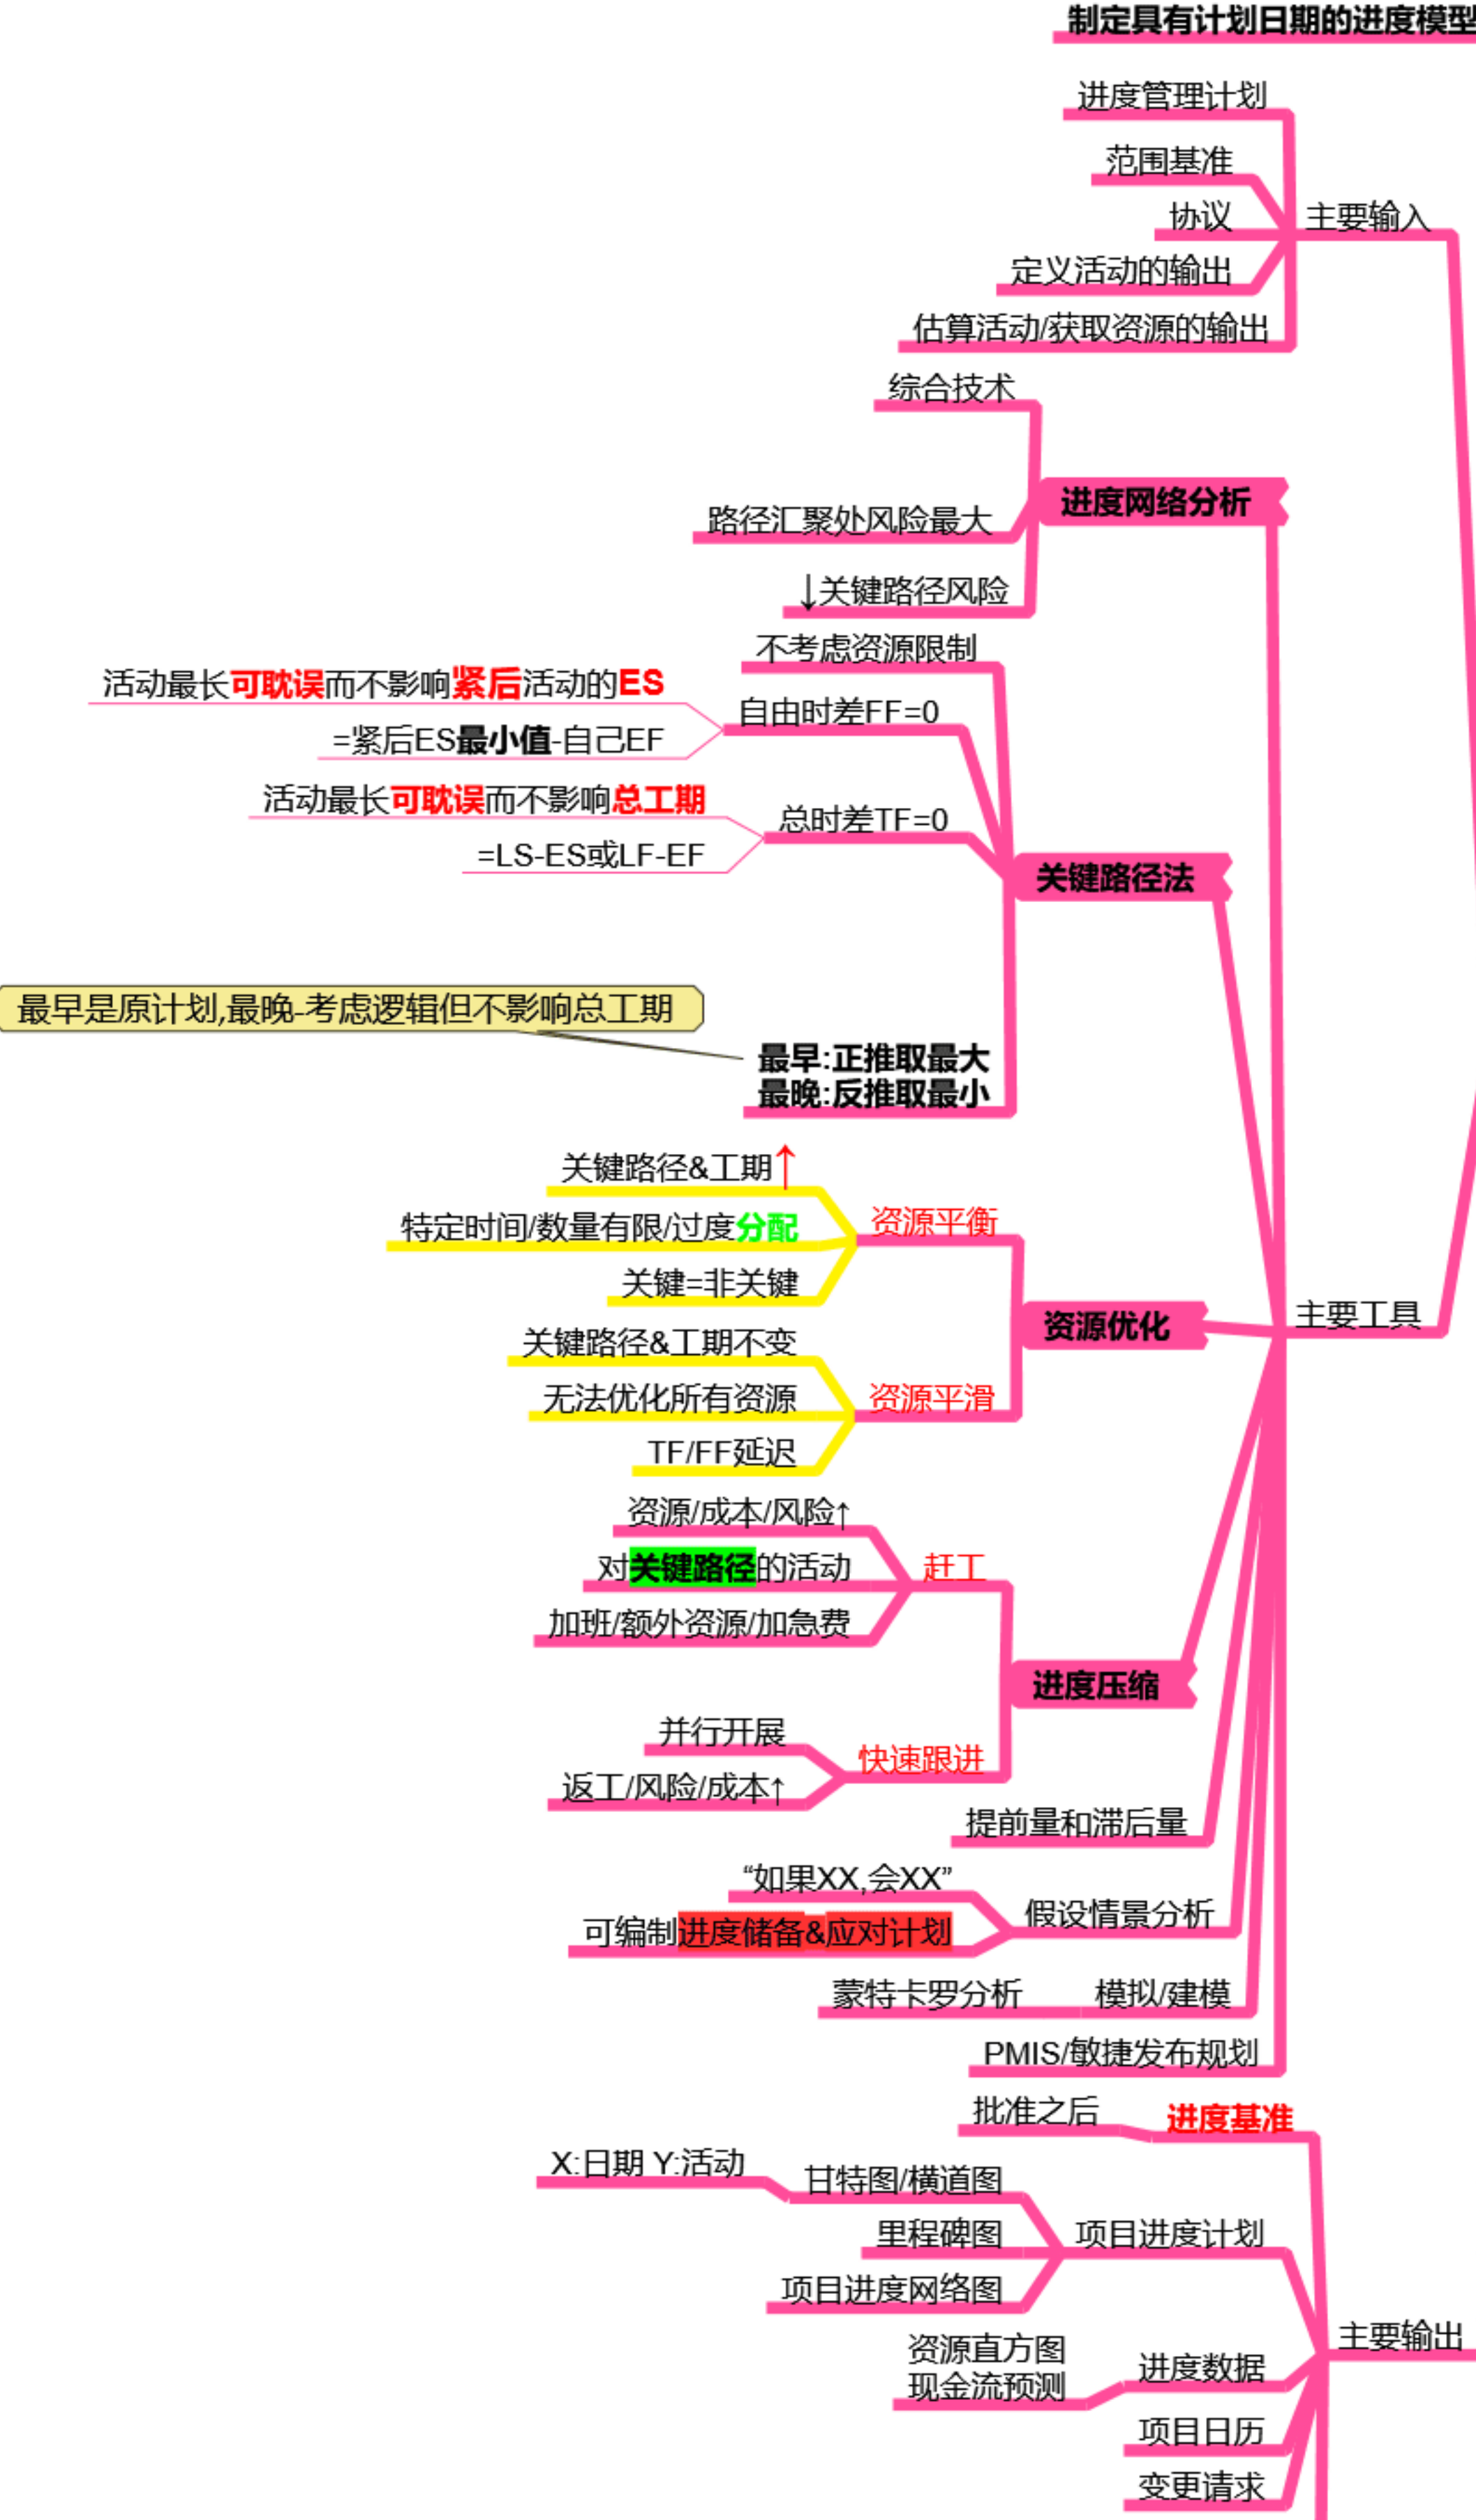 制定具有计划日期的进度模型
进度管理计划
范围基准
协议
主要输入
定义活动的输出
估算活动/获取资源的输出
综合技术
进度网络分析
路径汇聚处风险最大
↓关键路径风险
不考虑资源限制
活动最长可耽误而不影响紧后活动的ES
自由时差FF=0
=紧后ES最小值-自己EF
活动最长可耽误而不影响总工期
总时差TF=0
=LS-ES或LF-EF
关键路径法
最早是原计划,最晚-考虑逻辑但不影响总工期
最早:正推取最大
最晚:反推取最小
关键路径&工期↑
特定时间/数量有限/过度分配
资源平衡
关键=非关键
资源优化
主要工具
关键路径&工期不变
无法优化所有资源
资源平滑
TF/FF延迟
资源/成本/风险↑
对关键路径的活动
赶工
加班/额外资源/加急费
进度压缩
并行开展
快速跟进
返工/风险/成本↑
提前量和滞后量
“如果XX,会XX”
假设情景分析
可编制进度储备&应对计划
蒙特卡罗分析
模拟/建模
PMIS/敏捷发布规划
批准之后
进度基准
X:日期 Y:活动
甘特图/横道图
里程碑图
项目进度计划
项目进度网络图
主要输出
资源直方图
现金流预测
进度数据
项目日历
变更请求